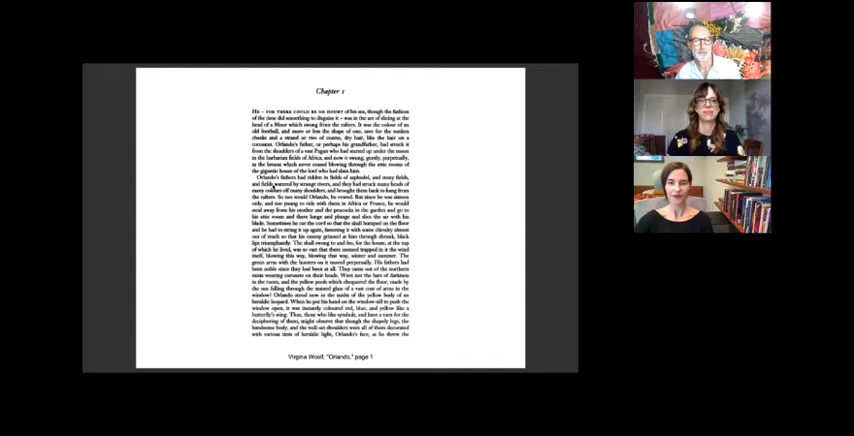 Chapter 1
HE – FOR THERE COULD BE NO DOUBT of his sex, though the fashion
of the time did something to disguise it – was in the act of slicing at the
head of a Moor which swung from the rafters. It was the colour of an
old football, and more or less the shape of one, save for the sunken
cheeks and a strand or two of coarse, dry hair, like the hair on a
coconut. Orlando's father, or perhaps his grandfather, had struck it
from the shoulders of a vast Pagan who had started up under the moon
in the barbarian fields of Africa; and now it swung, gently, perpetually,
in the breeze which never ceased blowing through the attic rooms of
the gigantic house of the lord who had slain him.
Orlando's fathers had ridden in fields of asphodel, and stony fields,
and fields watered by strange rivers, and they had struck many heads of
many colours off many shoulders, and brought them back to hang from
the rafters. So too would Orlando, he vowed. But since he was sixteen
only, and too young to ride with them in Africa or France, he would
steal away from his mother and the peacocks in the garden and go to
his attic room and there lunge and plunge and slice the air with his
blade. Sometimes he cut the cord so that the skull bumped on the floor
and he had to string it up again, fastening it with some chivalry almost
out of reach so that his enemy grinned at him through shrunk, black
lips triumphantly. The skull swung to and fro, for the house, at the top
of which he lived, was so vast that there seemed trapped in it the wind
itself, blowing this way, blowing that way, winter and summer. The
green arras with the hunters on it moved perpetually. His fathers had
been noble since they had been at all. They came out of the northern
mists wearing coronets on their heads. Were not the bars of darkness
in the room, and the yellow pools which chequered the floor, made by
the sun falling through the stained glass of a vast coat of arms in the
window? Orlando stood now in the midst of the yellow body of an
heraldic leopard. When he put his hand on the window-sill to push the
window open, it was instantly coloured red, blue, and yellow like a
butterfly's wing. Thus, those who like symbols, and have a turn for the
deciphering of them, might observe that though the shapely legs, the
handsome body, and the well-set shoulders were all of them decorated
with various tints of heraldic light, Orlando's face, as he threw the
Virginia Woolf, "Orlando," page 1